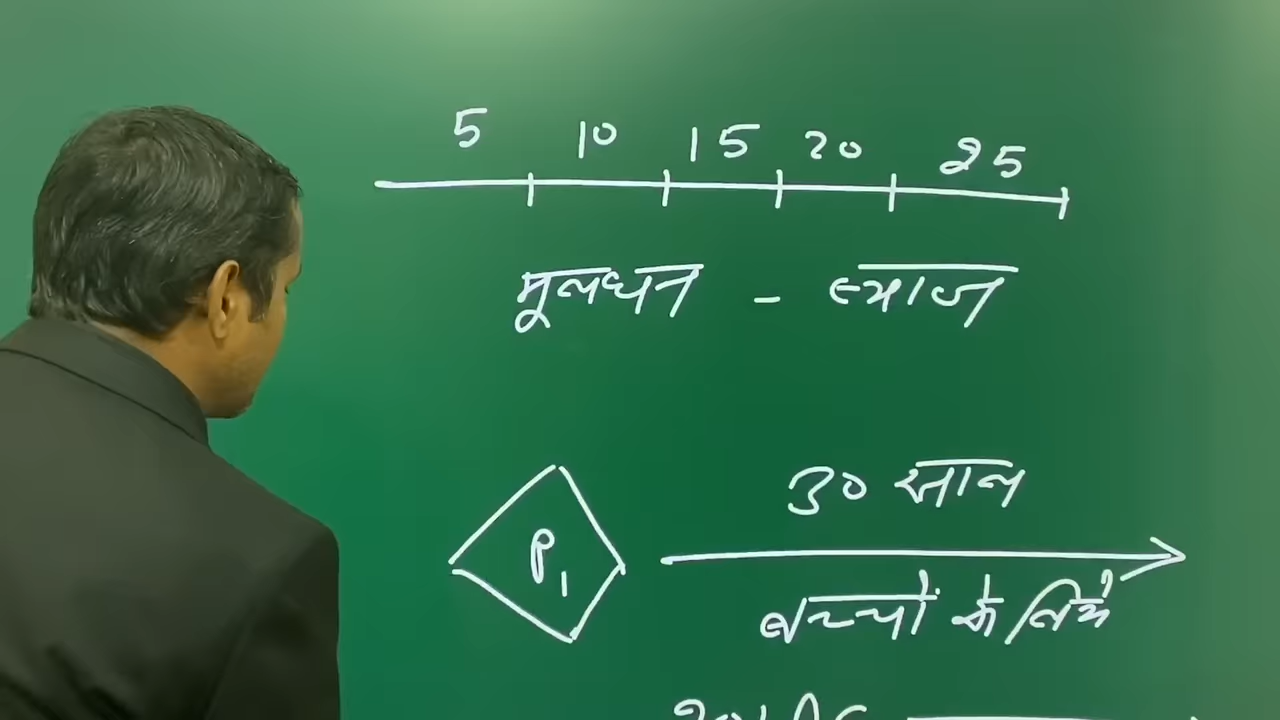 5 10 15 20 25
मूलधन - ब्याज
30 साल
P1
बच्चों के लिये